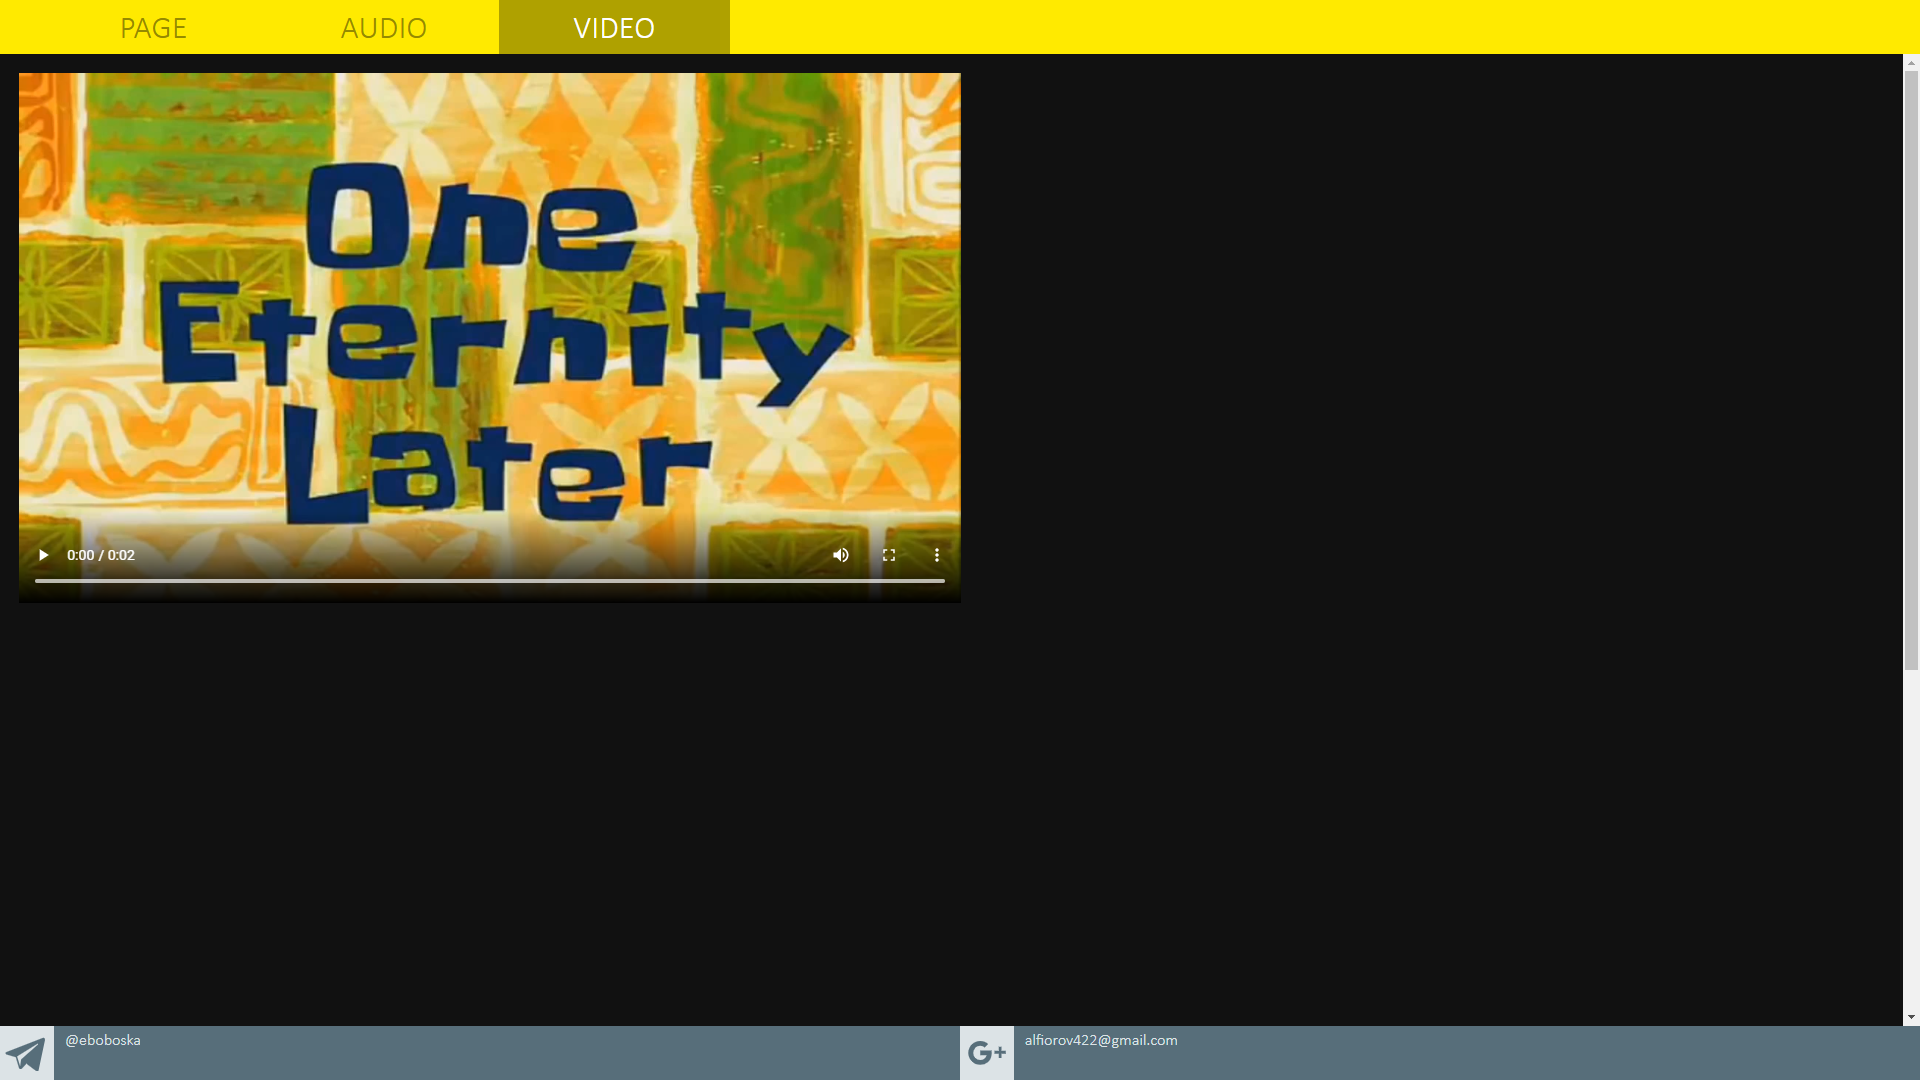 PAGE
AUDIO
VIDEO
One
Eternity
Later
0:00 / 0:02
@eboboska
G+
alfiorov422@gmail.com